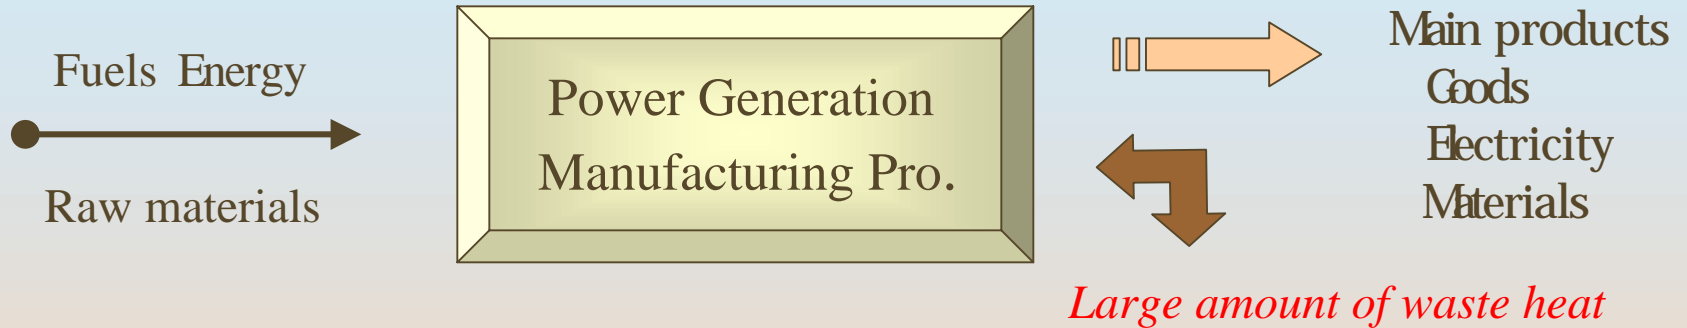 Fuels Energy
Raw materials
Power Generation
Manufacturing Pro.
Main products
Goods
Electricity
Materials
Large amount of waste heat